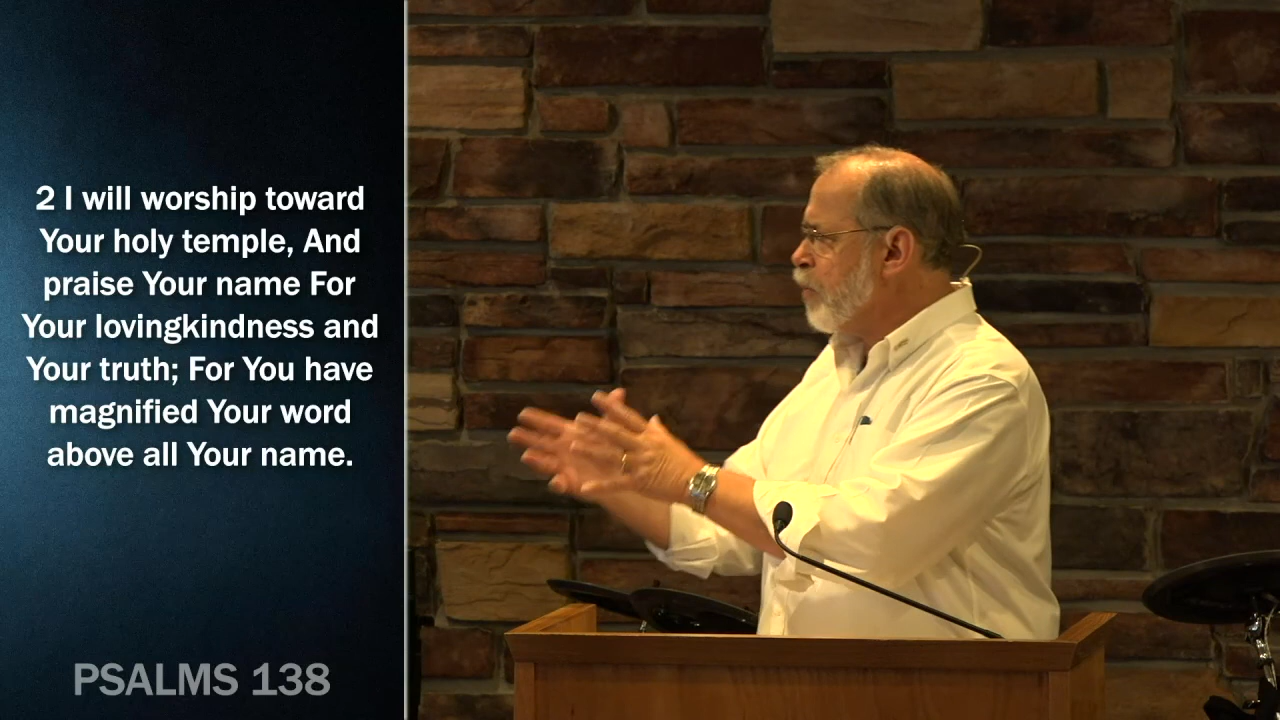 2 I will worship toward
Your holy temple, And
praise Your name For
Your lovingkindness and
Your truth; For You have
magnified Your word
above all Your name.
PSALMS 138